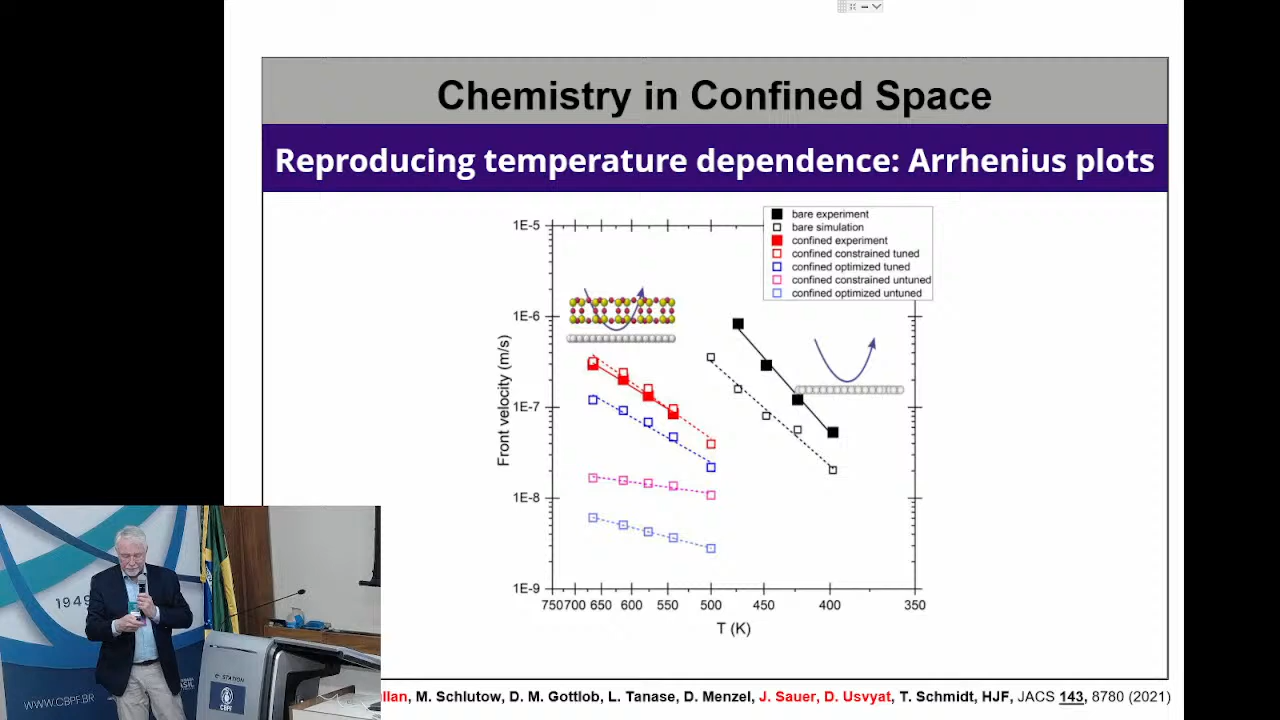 Chemistry in Confined Space
Reproducing temperature dependence: Arrhenius plots
bare experiment
bare simulation
confined experiment
confined constrained tuned
confined optimized tuned
confined constrained untuned
confined optimized untuned
1E-5
1E-6
1E-7
1E-8
1E-9
Front velocity (m/s)
750 700 650 600 550 500 450 400 350
T (K)
1949
WWW.CBPF.BR
STATION
CBPF
M. Schlutow, D. M. Gottlob, L. Tanase, D. Menzel, J. Sauer, D. Usvyat, T. Schmidt, HJF, JACS 143, 8780 (2021)